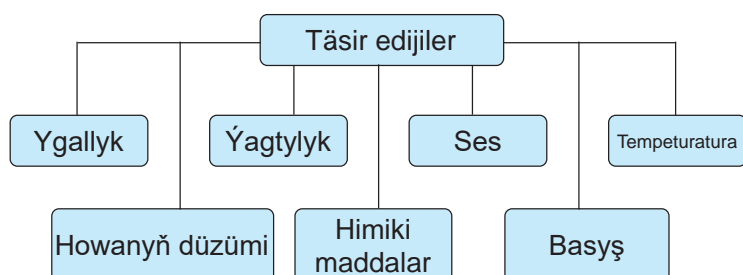 Täsir edijiler
Ygallyk
Ýagtylyk
Ses
Tempeturatura
Howanyň düzümi
Himiki
maddalar
Basyş